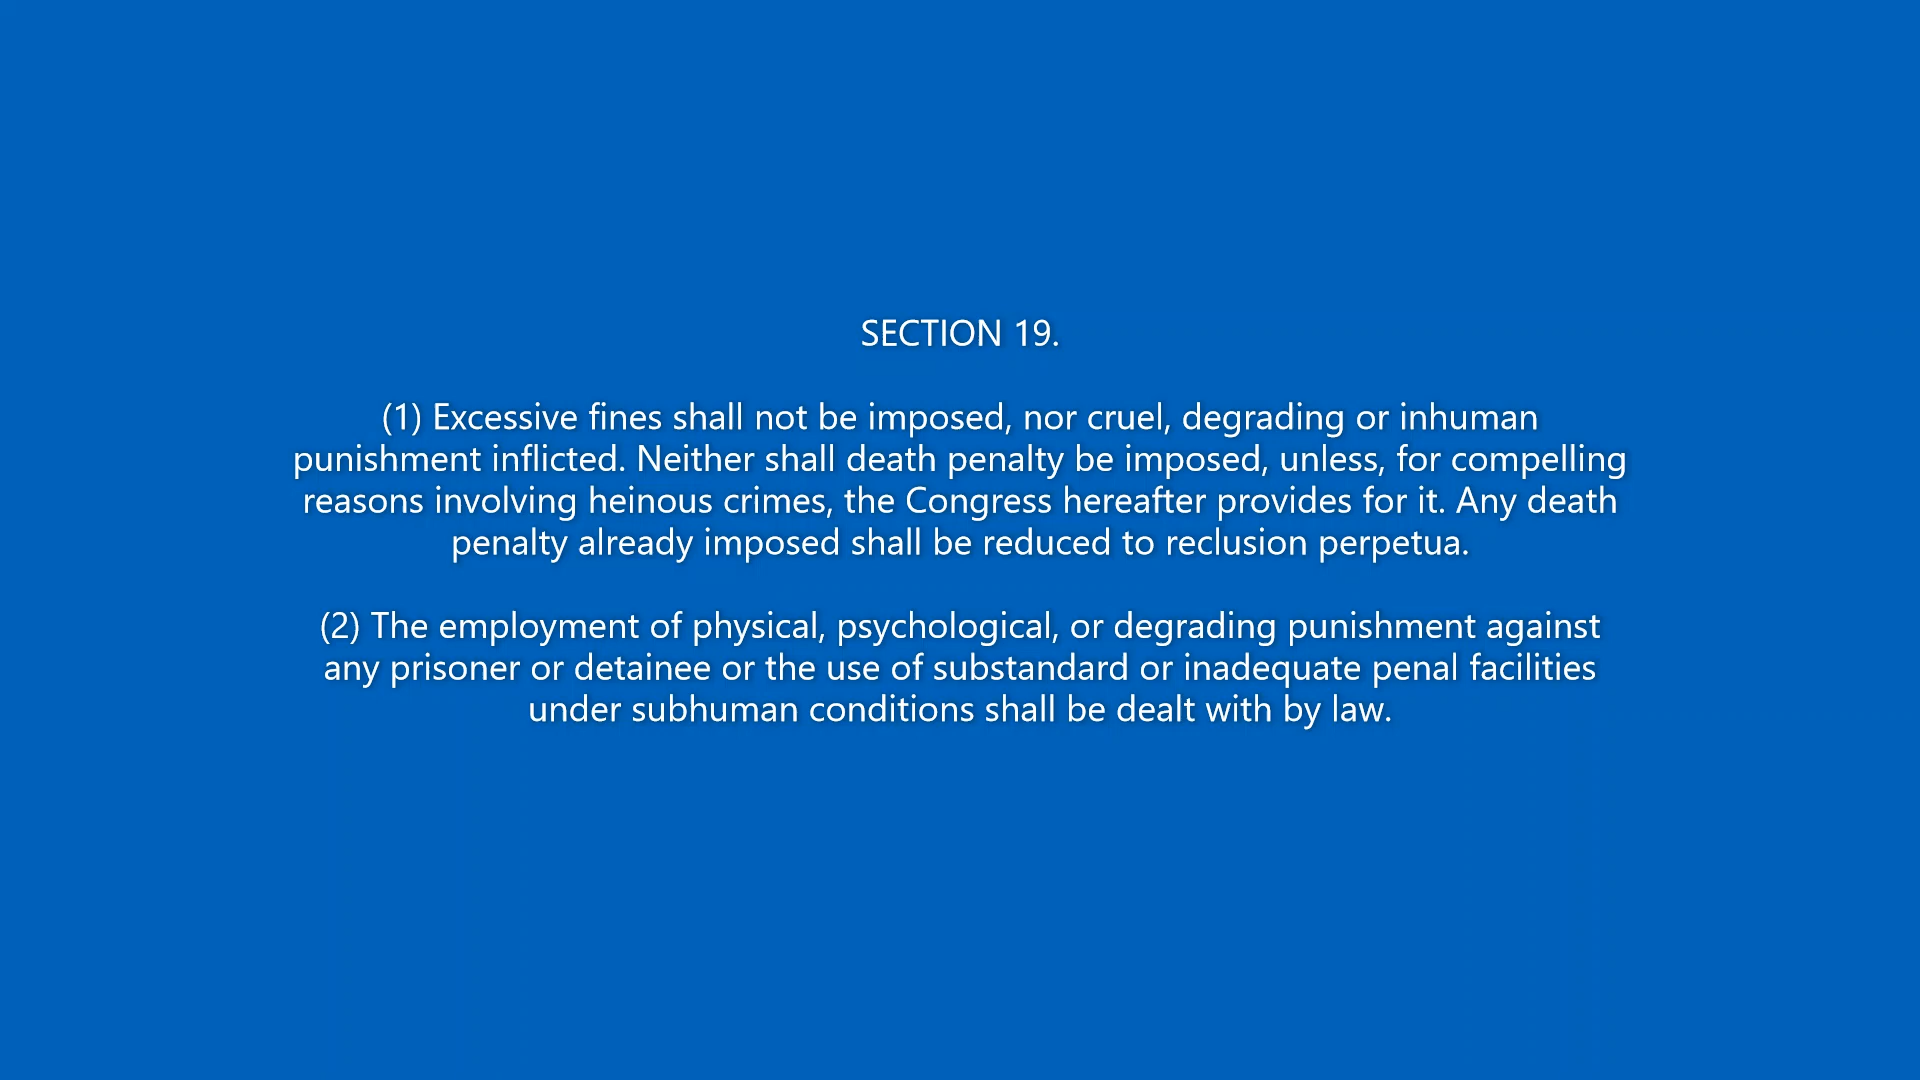 SECTION 19.
(1) Excessive fines shall not be imposed, nor cruel, degrading or inhuman
punishment inflicted. Neither shall death penalty be imposed, unless, for compelling
reasons involving heinous crimes, the Congress hereafter provides for it. Any death
penalty already imposed shall be reduced to reclusion perpetua.
(2) The employment of physical, psychological, or degrading punishment against
any prisoner or detainee or the use of substandard or inadequate penal facilities
under subhuman conditions shall be dealt with by law.